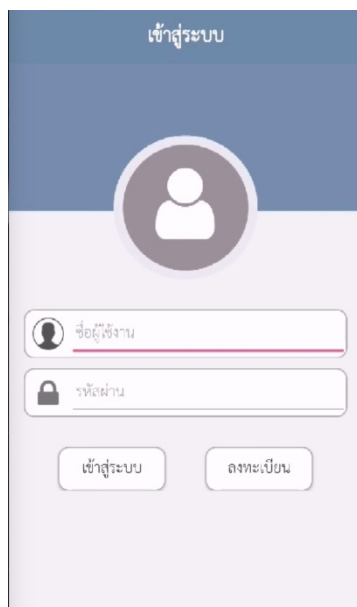 เข้าสู่ระบบ
ชื่อผู้ใช้งาน
รหัสผ่าน
เข้าสู่ระบบ ลงทะเบียน